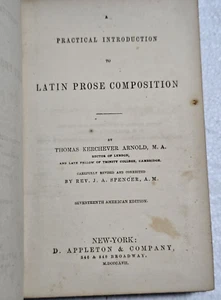 A
PRACTICAL INTRODUCTION
TO
LATIN PROSE COMPOSITION
BY
THOMAS KERCHEVER ARNOLD, M. A.
RECTOR OF LYNDON,
AND LATE FELLOW OF TRINITY COLLEGE, CAMBRIDGE.
CAREFULLY REVISED AND CORRECTED
BY REV. J. A. SPENCER, A. M.
SEVENTEENTH AMERICAN EDITION.
NEW-YORK:
D. APPLETON & COMPANY,
346 & 348 BROADWAY.